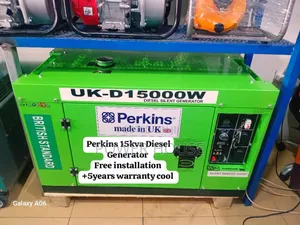 UK-D15000W
DIESEL SILENT GENERATOR
Perkins
made in UK
BRITISH STANDARD
Perkins 15kva Diesel
Generator
Free installation
+5years warranty cool
Galaxy A06